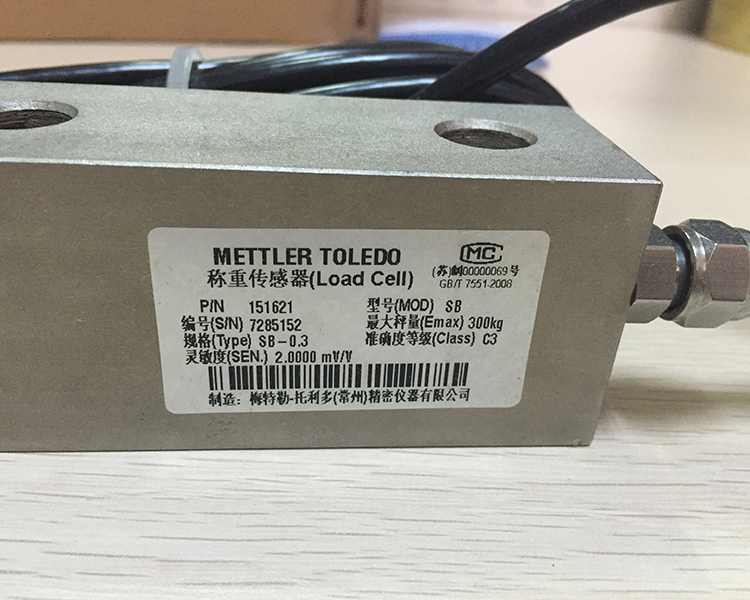 METTLER TOLEDO
称重传感器(Load Cell)
MC
(苏)制00000069号
GB/T 7551-2008
P/N 151621
型号(MOD) SB
编号(S/N) 7285152
最大秤量(Emax) 300kg
规格(Type) SB-0.3
准确度等级(Class) C3
灵敏度(SEN.) 2.0000 mV/V
制造：梅特勒-托利多(常州)精密仪器有限公司